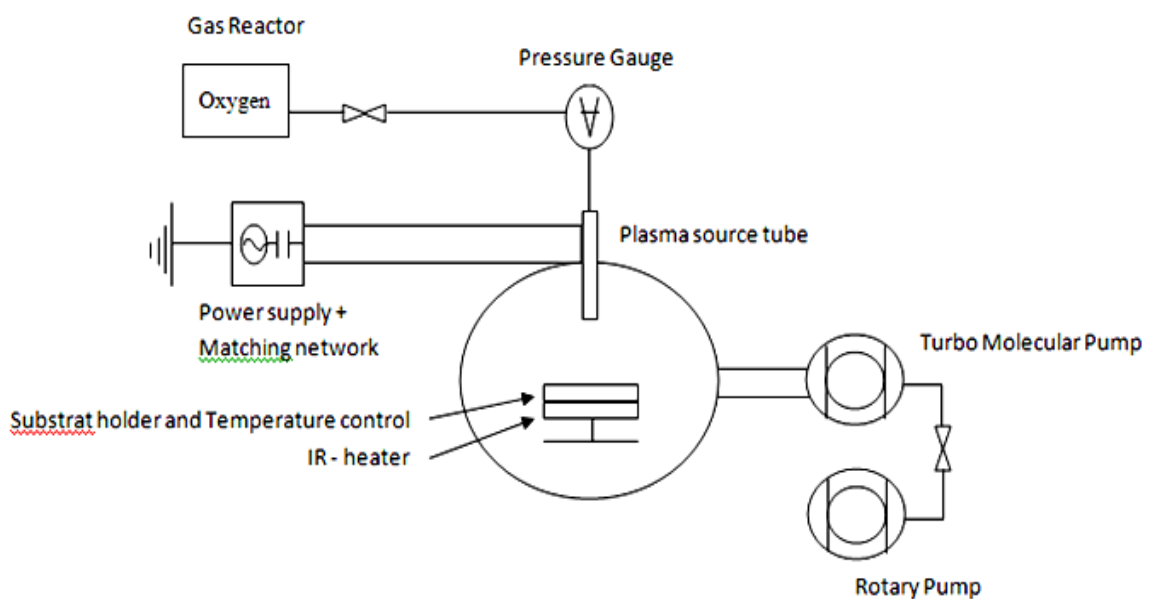 Gas Reactor
Oxygen
Pressure Gauge
Plasma source tube
Power supply +
Matching network
Turbo Molecular Pump
Substrat holder and Temperature control
IR - heater
Rotary Pump